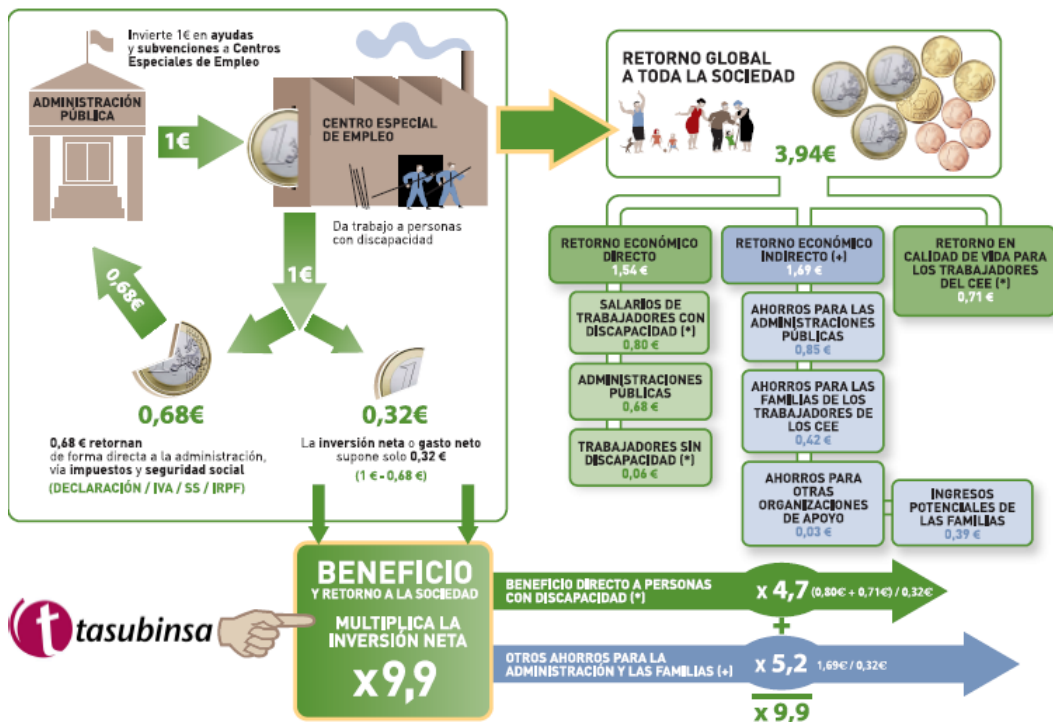 Invierte 1€ en ayudas
y subvenciones a Centros
Especiales de Empleo
ADMINISTRACIÓN
PÚBLICA
1€
CENTRO ESPECIAL
DE EMPLEO
Da trabajo a personas
con discapacidad
1€
0,68€
0,68€
0,68 € retornan
de forma directa a la administración,
vía impuestos y seguridad social
(DECLARACIÓN / IVA / SS / IRPF)
0,32€
La inversión neta o gasto neto
supone solo 0,32 €
(1 € - 0,68 €)
RETORNO GLOBAL
A TODA LA SOCIEDAD
3,94€
RETORNO ECONÓMICO
DIRECTO
1,54 €
SALARIOS DE
TRABAJADORES CON
DISCAPACIDAD (*)
0,80 €
ADMINISTRACIONES
PÚBLICAS
0,68 €
TRABAJADORES SIN
DISCAPACIDAD (*)
0,06 €
RETORNO ECONÓMICO
INDIRECTO (+)
1,69 €
AHORROS PARA LAS
ADMINISTRACIONES
PÚBLICAS
0,85 €
AHORROS PARA LAS
FAMILIAS DE LOS
TRABAJADORES DE
LOS CEE
0,42 €
AHORROS PARA
OTRAS
ORGANIZACIONES
DE APOYO
0,03 €
INGRESOS
POTENCIALES DE
LAS FAMILIAS
0,39 €
RETORNO EN
CALIDAD DE VIDA PARA
LOS TRABAJADORES
DEL CEE (*)
0,71 €
t tasubinsa
BENEFICIO
Y RETORNO A LA SOCIEDAD
MULTIPLICA LA
INVERSIÓN NETA
x9,9
BENEFICIO DIRECTO A PERSONAS
CON DISCAPACIDAD (*)
x 4,7 (0,80€ + 0,71€) / 0,32€
+
OTROS AHORROS PARA LA
ADMINISTRACIÓN Y LAS FAMILIAS (+)
x 5,2 1,69€ / 0,32€
x 9,9